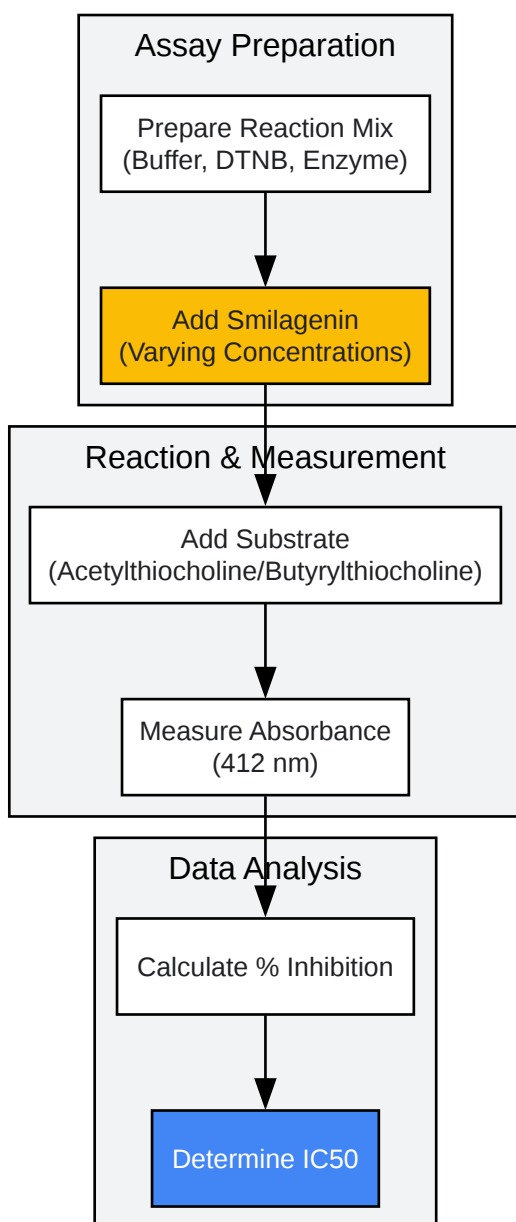 Assay Preparation
Prepare Reaction Mix
(Buffer, DTNB, Enzyme)
Add Smilagenin
(Varying Concentrations)
Reaction & Measurement
Add Substrate
(Acetylthiocholine/Butyrylthiocholine)
Measure Absorbance
(412 nm)
Data Analysis
Calculate % Inhibition
Determine IC50